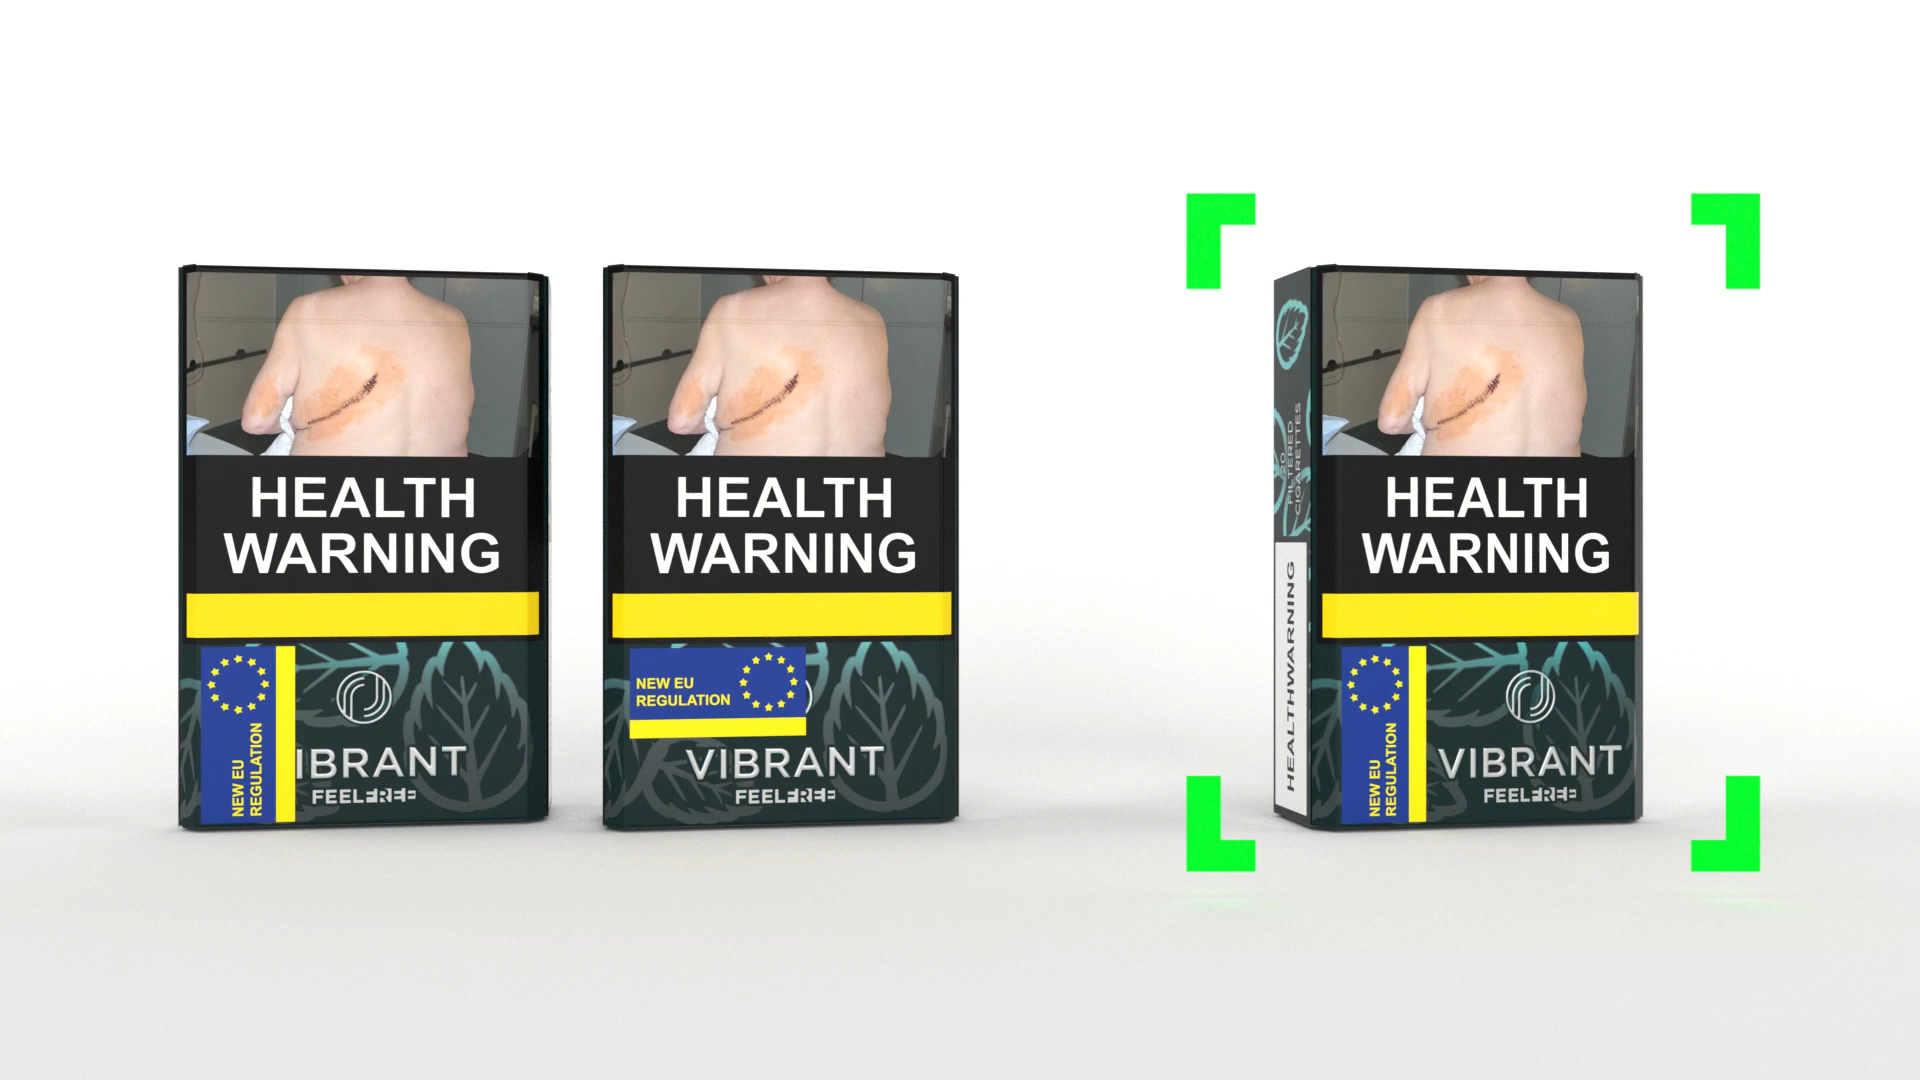 HEALTH
WARNING
NEW EU
REGULATION
IBRANT
FEELFREE
HEALTH
WARNING
NEW EU
REGULATION
VIBRANT
FEELFREE
20
FILTERED
CIGARETTES
HEALTHWARNING
HEALTH
WARNING
NEW EU
REGULATION
VIBRANT
FEELFREE